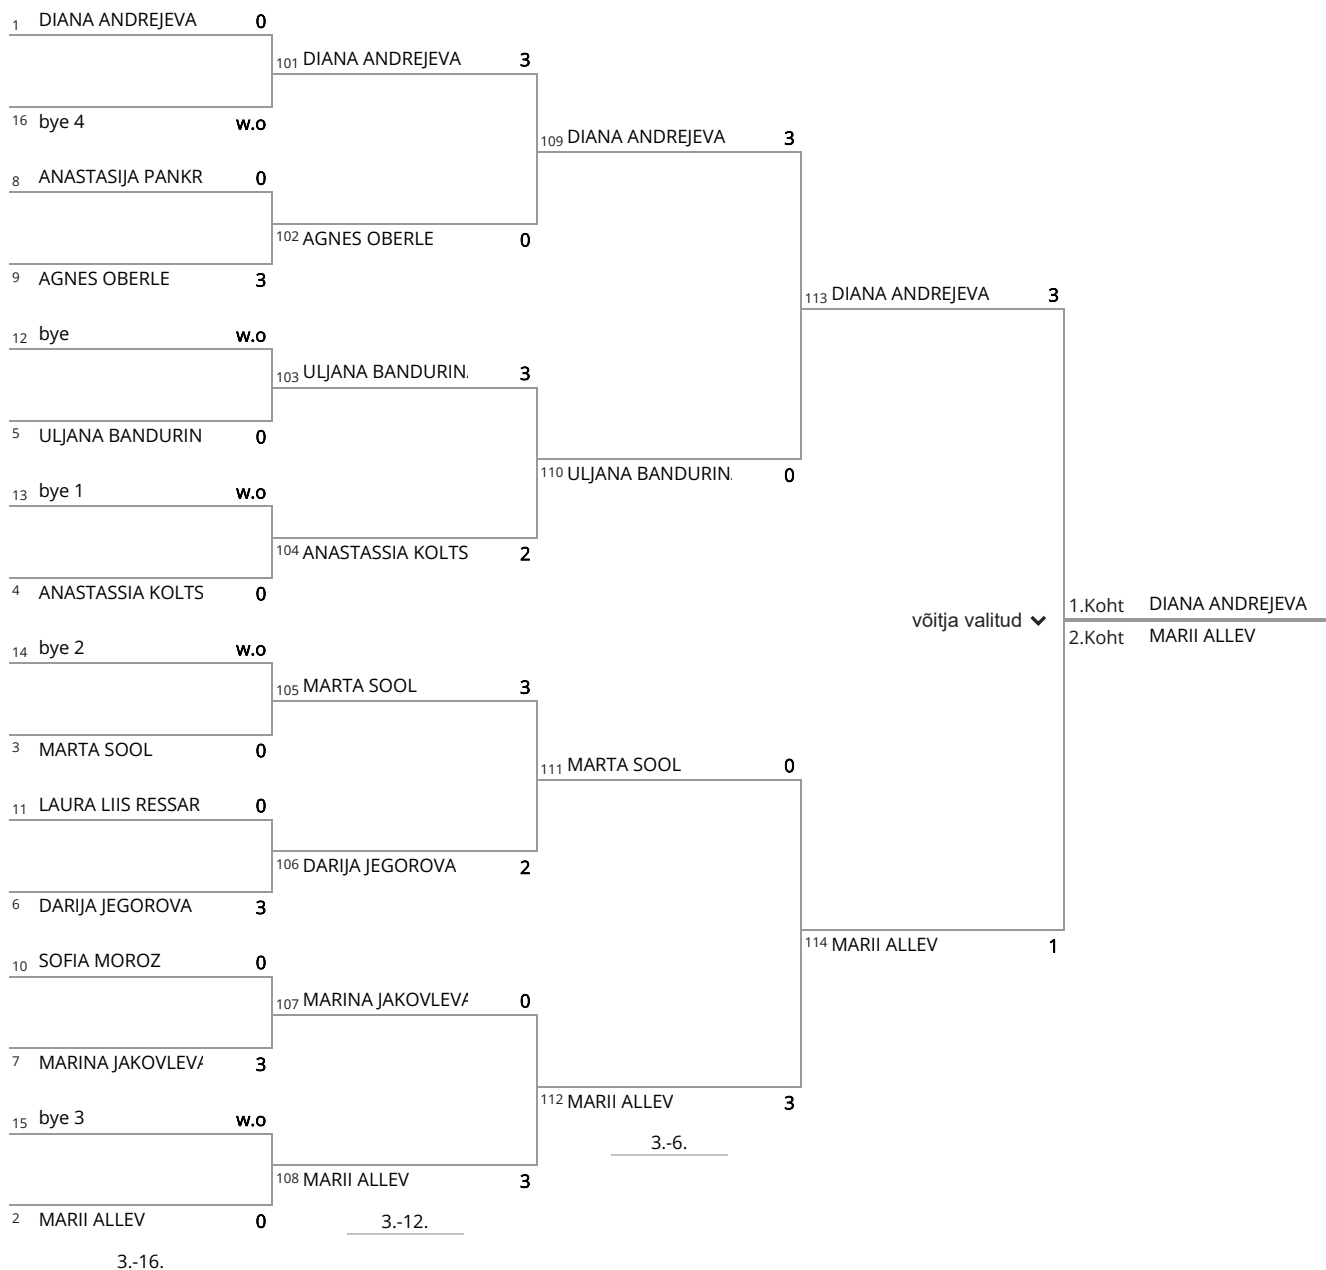 1 DIANA ANDREJEVA 0
101 DIANA ANDREJEVA 3
16 bye 4 w.o
109 DIANA ANDREJEVA 3
8 ANASTASIJA PANKR 0
102 AGNES OBERLE 0
9 AGNES OBERLE 3
113 DIANA ANDREJEVA 3
12 bye w.o
103 ULJANA BANDURIN 3
5 ULJANA BANDURIN 0
110 ULJANA BANDURIN 0
13 bye 1 w.o
104 ANASTASSIA KOLTS 2
4 ANASTASSIA KOLTS 0
1.Koht DIANA ANDREJEVA
võitja valitud
2.Koht MARII ALLEV
14 bye 2 w.o
105 MARTA SOOL 3
3 MARTA SOOL 0
111 MARTA SOOL 0
11 LAURA LIIS RESSAR 0
106 DARIJA JEGOROVA 2
6 DARIJA JEGOROVA 3
114 MARII ALLEV 1
10 SOFIA MOROZ 0
107 MARINA JAKOVLEVA 0
7 MARINA JAKOVLEVA 3
112 MARII ALLEV 3
15 bye 3 w.o
3.-6.
108 MARII ALLEV 3
2 MARII ALLEV 0
3.-12.
3.-16.